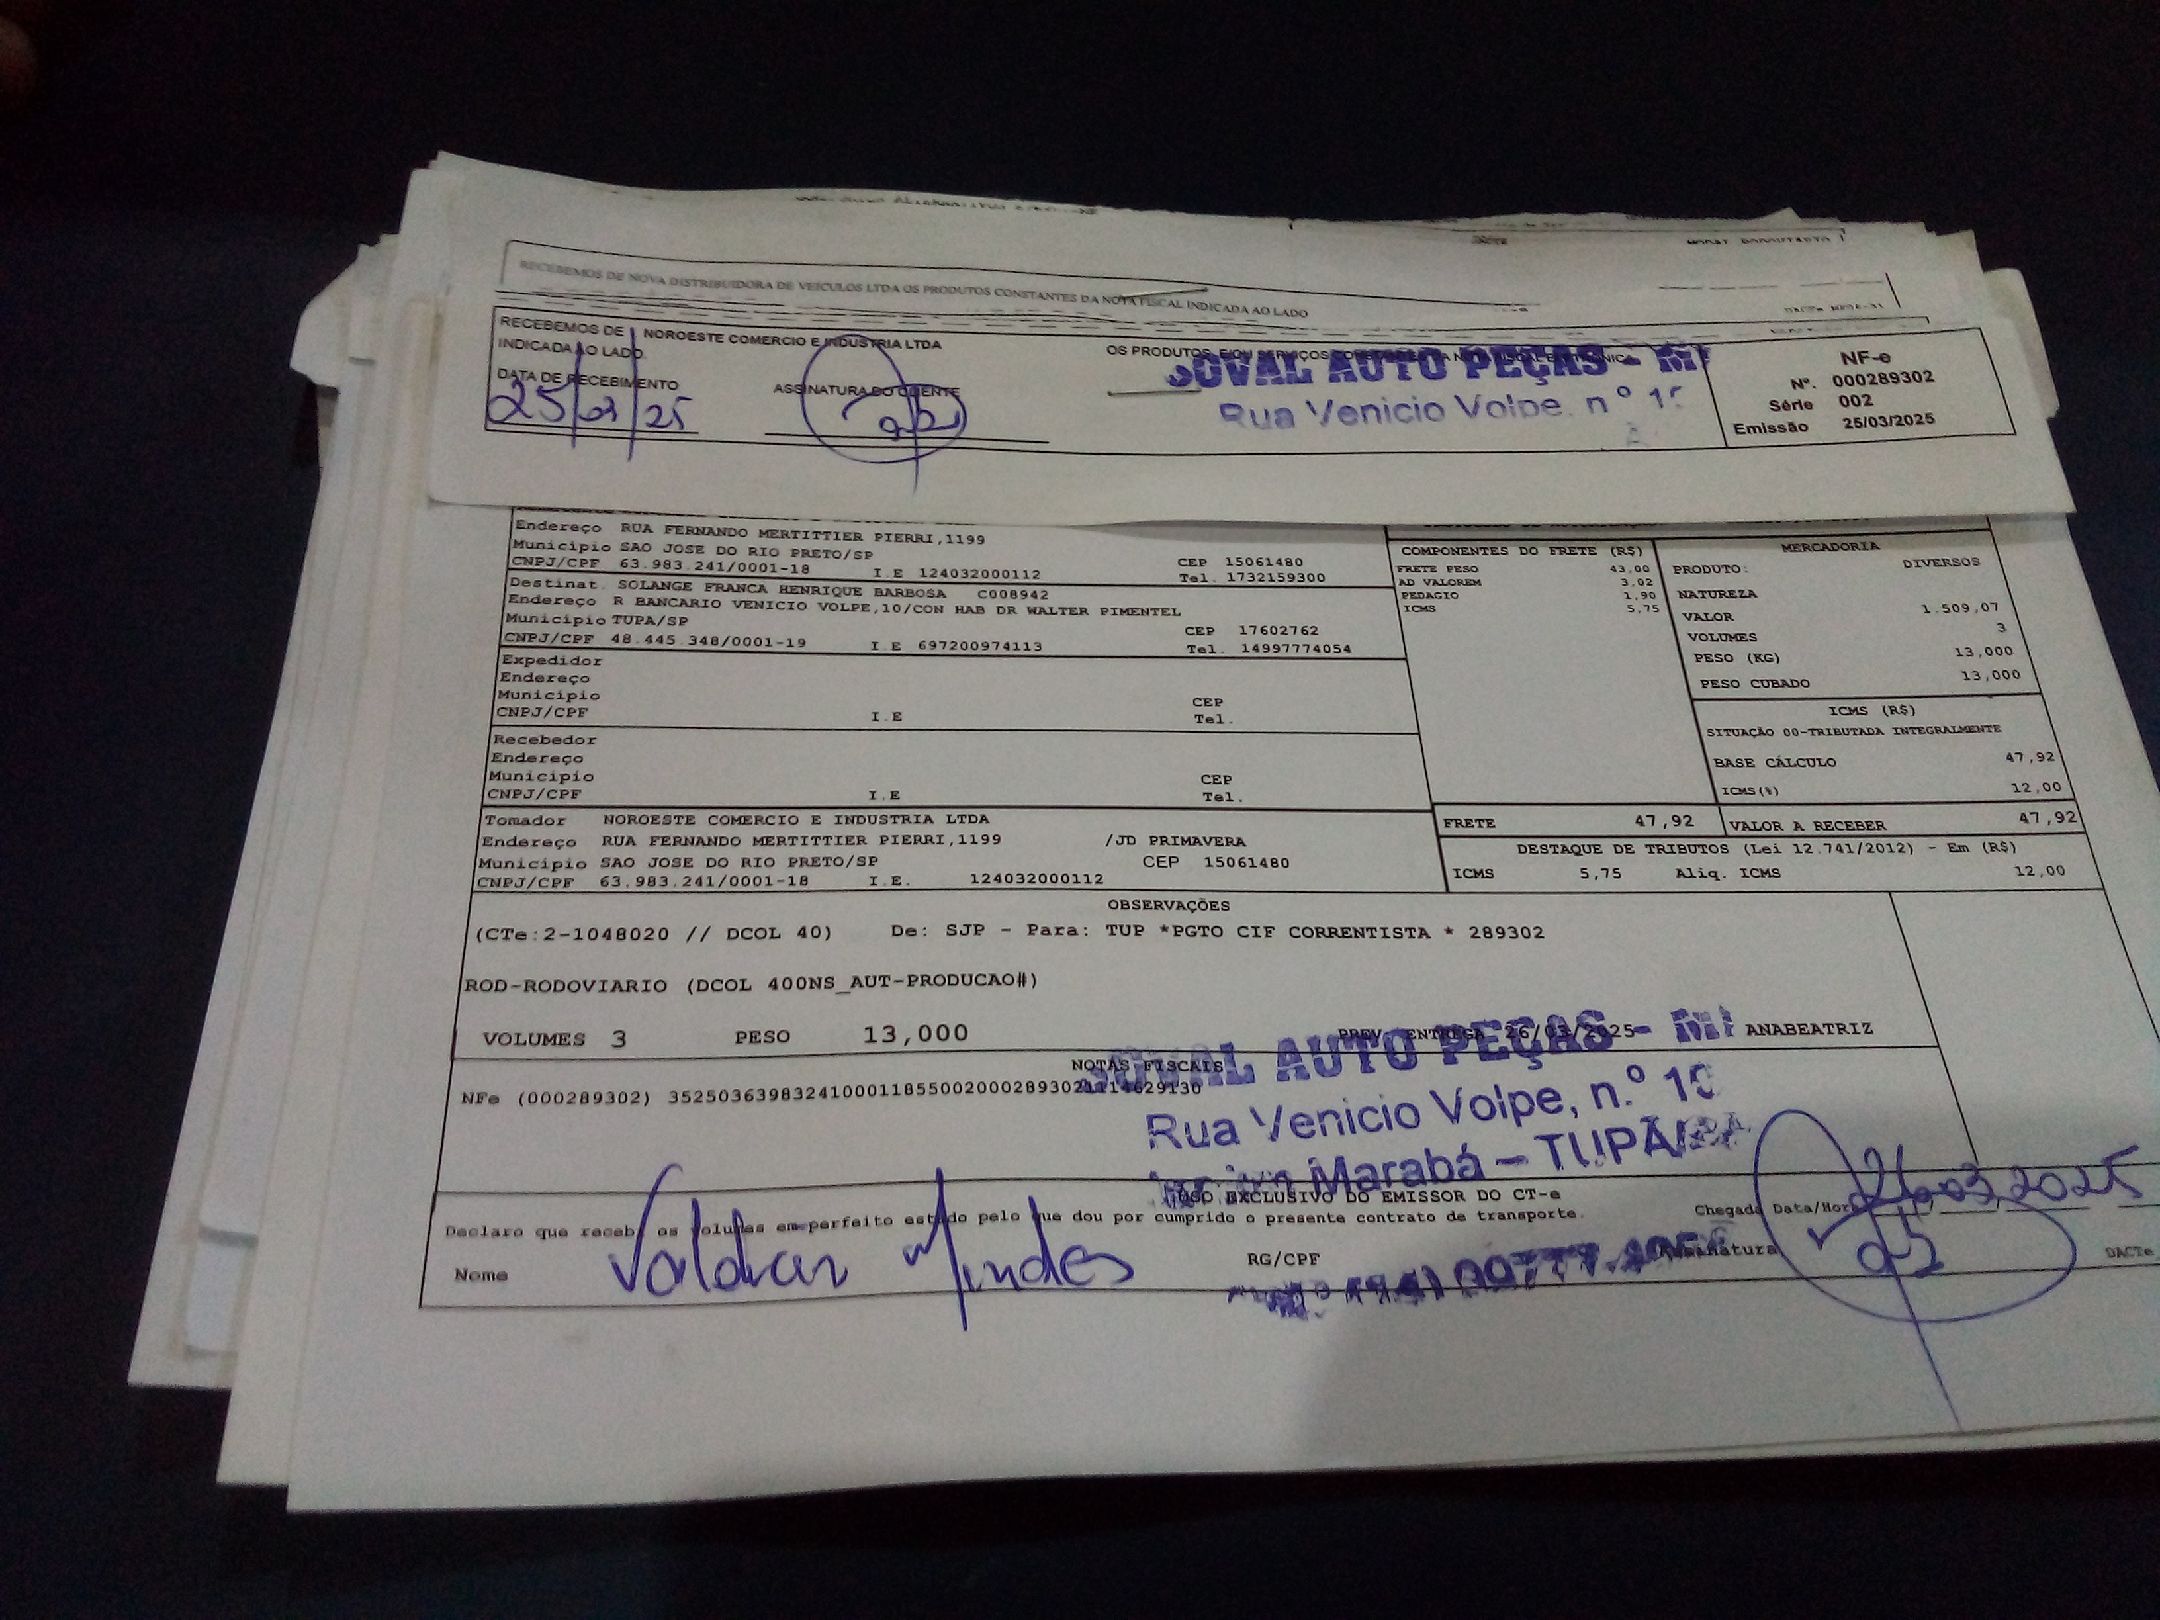 RECEBEMOS DE NOVA DISTRIBUIDORA DE VEICULOS LTDA OS PRODUTOS CONSTANTES DA NOTA FISCAL INDICADA AO LADO
RECEBEMOS DE NOROESTE COMERCIO E INDUSTRIA LTDA OS PRODUTOS
INDICADA AO LADO
DATA DE RECEBIMENTO
ASSINATURA DO CLIENTE
SOVAL AUTO PEÇAS - M
Rua Venicio Volpe, n.º
NF-e
Nº. 000289302
Série 002
Emissão 25/03/2025
Endereço RUA FERNANDO MERTITTIER PIERRI,1199
Municipio SAO JOSE DO RIO PRETO/SP CEP 15061480
CNPJ/CPF 63.983.241/0001-18 I.E 124032000112 Tel. 1732159300
Destinat. SOLANGE FRANCA HENRIQUE BARBOSA C008942
Endereço R BANCARIO VENICIO VOLPE,10/CON HAB DR WALTER PIMENTEL
Municipio TUPA/SP CEP 17602762
CNPJ/CPF 48.445.348/0001-19 I.E 697200974113 Tel. 14997774054
Expedidor
Endereço
Municipio CEP
CNPJ/CPF I.E Tel.
Recebedor
Endereço
Municipio CEP
CNPJ/CPF I.E Tel.
Tomador NOROESTE COMERCIO E INDUSTRIA LTDA
Endereço RUA FERNANDO MERTITTIER PIERRI,1199 /JD PRIMAVERA
Municipio SAO JOSE DO RIO PRETO/SP CEP 15061480
CNPJ/CPF 63.983.241/0001-18 I.E. 124032000112
COMPONENTES DO FRETE (R$)
FRETE PESO 43,00
AD VALOREM 3,02
PEDAGIO 1,90
ICMS 5,75
MERCADORIA
PRODUTO: DIVERSOS
NATUREZA
VALOR 1.509,07
VOLUMES 3
PESO (KG) 13,000
PESO CUBADO 13,000
ICMS (R$)
SITUAÇÃO 00-TRIBUTADA INTEGRALMENTE
BASE CÁLCULO 47,92
ICMS(%) 12,00
FRETE 47,92 VALOR A RECEBER 47,92
DESTAQUE DE TRIBUTOS (Lei 12.741/2012) - Em (R$)
ICMS 5,75 Aliq. ICMS 12,00
OBSERVAÇÕES
(CTe:2-1048020 // DCOL 40) De: SJP - Para: TUP *PGTO CIF CORRENTISTA * 289302
ROD-RODOVIARIO (DCOL 400NS_AUT-PRODUCAO#)
VOLUMES 3 PESO 13,000 PREV. ENTREGA 26/03/2025 ANABEATRIZ
SOVAL AUTO PEÇAS - M
NOTAS FISCAIS
NFe (000289302) 35250363983241000118550020002893021114629130
Rua Venicio Volpe, n.º 10
Marabá - TUPÃ
USO EXCLUSIVO DO EMISSOR DO CT-e
Declaro que recebi os volumes em perfeito estado pelo que dou por cumprido o presente contrato de transporte.
Chegada Data/Hora 26 03 2025
Nome Valdir Mendes RG/CPF Assinatura
DACTe